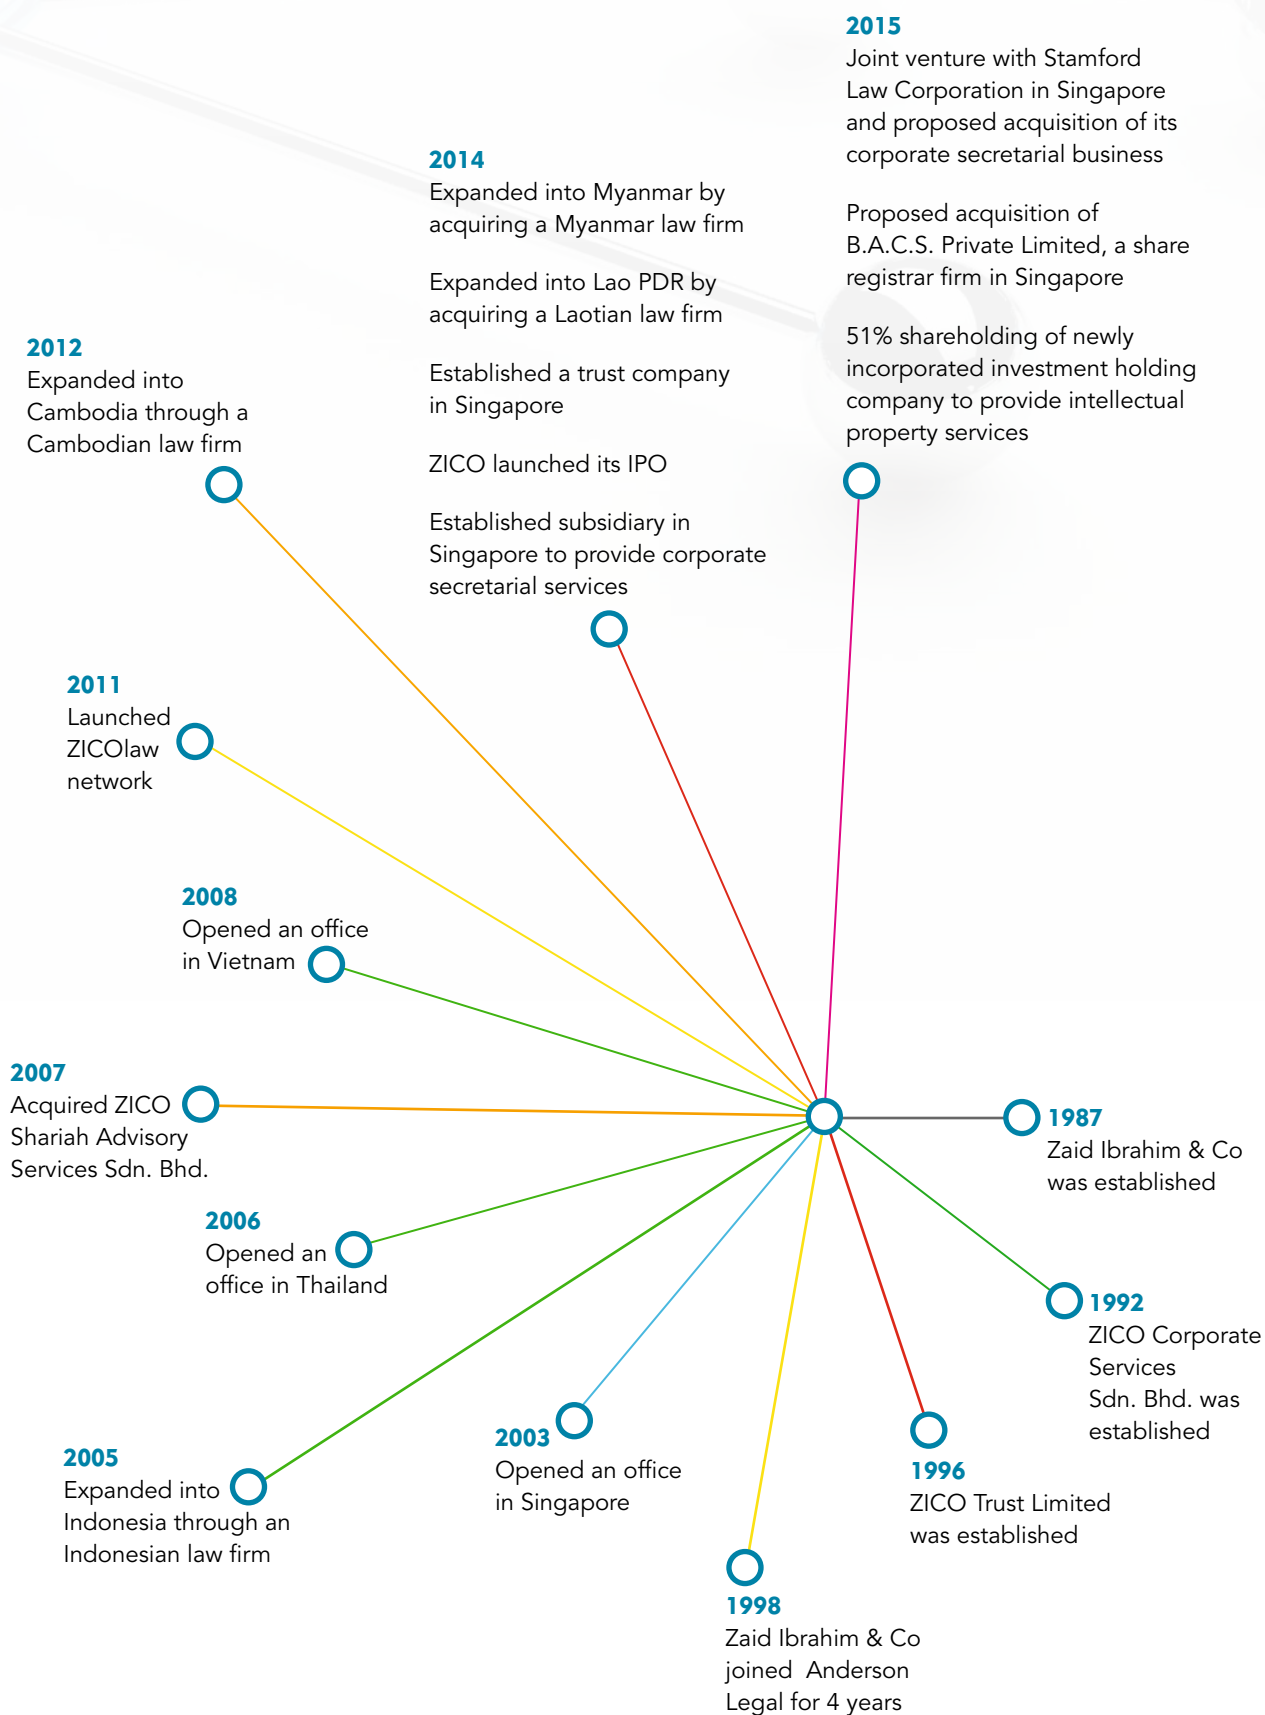 2015
Joint venture with Stamford
Law Corporation in Singapore
and proposed acquisition of its
corporate secretarial business
Proposed acquisition of
B.A.C.S. Private Limited, a share
registrar firm in Singapore
51% shareholding of newly
incorporated investment holding
company to provide intellectual
property services
2014
Expanded into Myanmar by
acquiring a Myanmar law firm
Expanded into Lao PDR by
acquiring a Laotian law firm
Established a trust company
in Singapore
ZICO launched its IPO
Established subsidiary in
Singapore to provide corporate
secretarial services
2012
Expanded into
Cambodia through a
Cambodian law firm
2011
Launched
ZICOlaw
network
2008
Opened an office
in Vietnam
2007
Acquired ZICO
Shariah Advisory
Services Sdn. Bhd.
2006
Opened an
office in Thailand
2005
Expanded into
Indonesia through an
Indonesian law firm
2003
Opened an office
in Singapore
1998
Zaid Ibrahim & Co
joined Anderson
Legal for 4 years
1996
ZICO Trust Limited
was established
1992
ZICO Corporate
Services
Sdn. Bhd. was
established
1987
Zaid Ibrahim & Co
was established